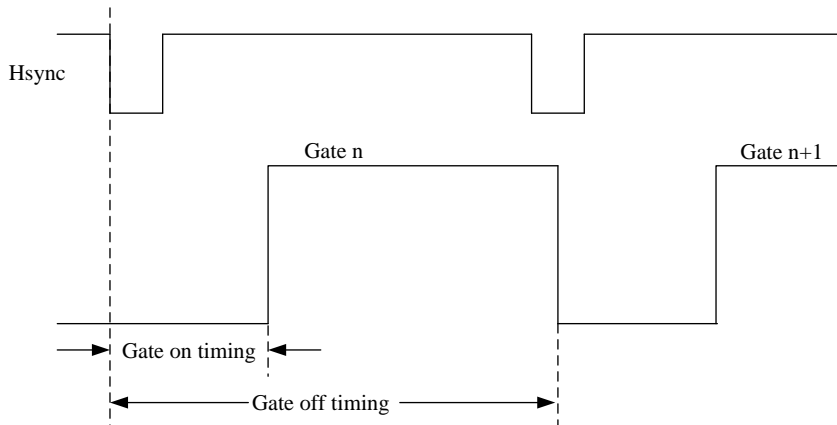 Hsync
Gate n
Gate n+1
Gate on timing
Gate off timing